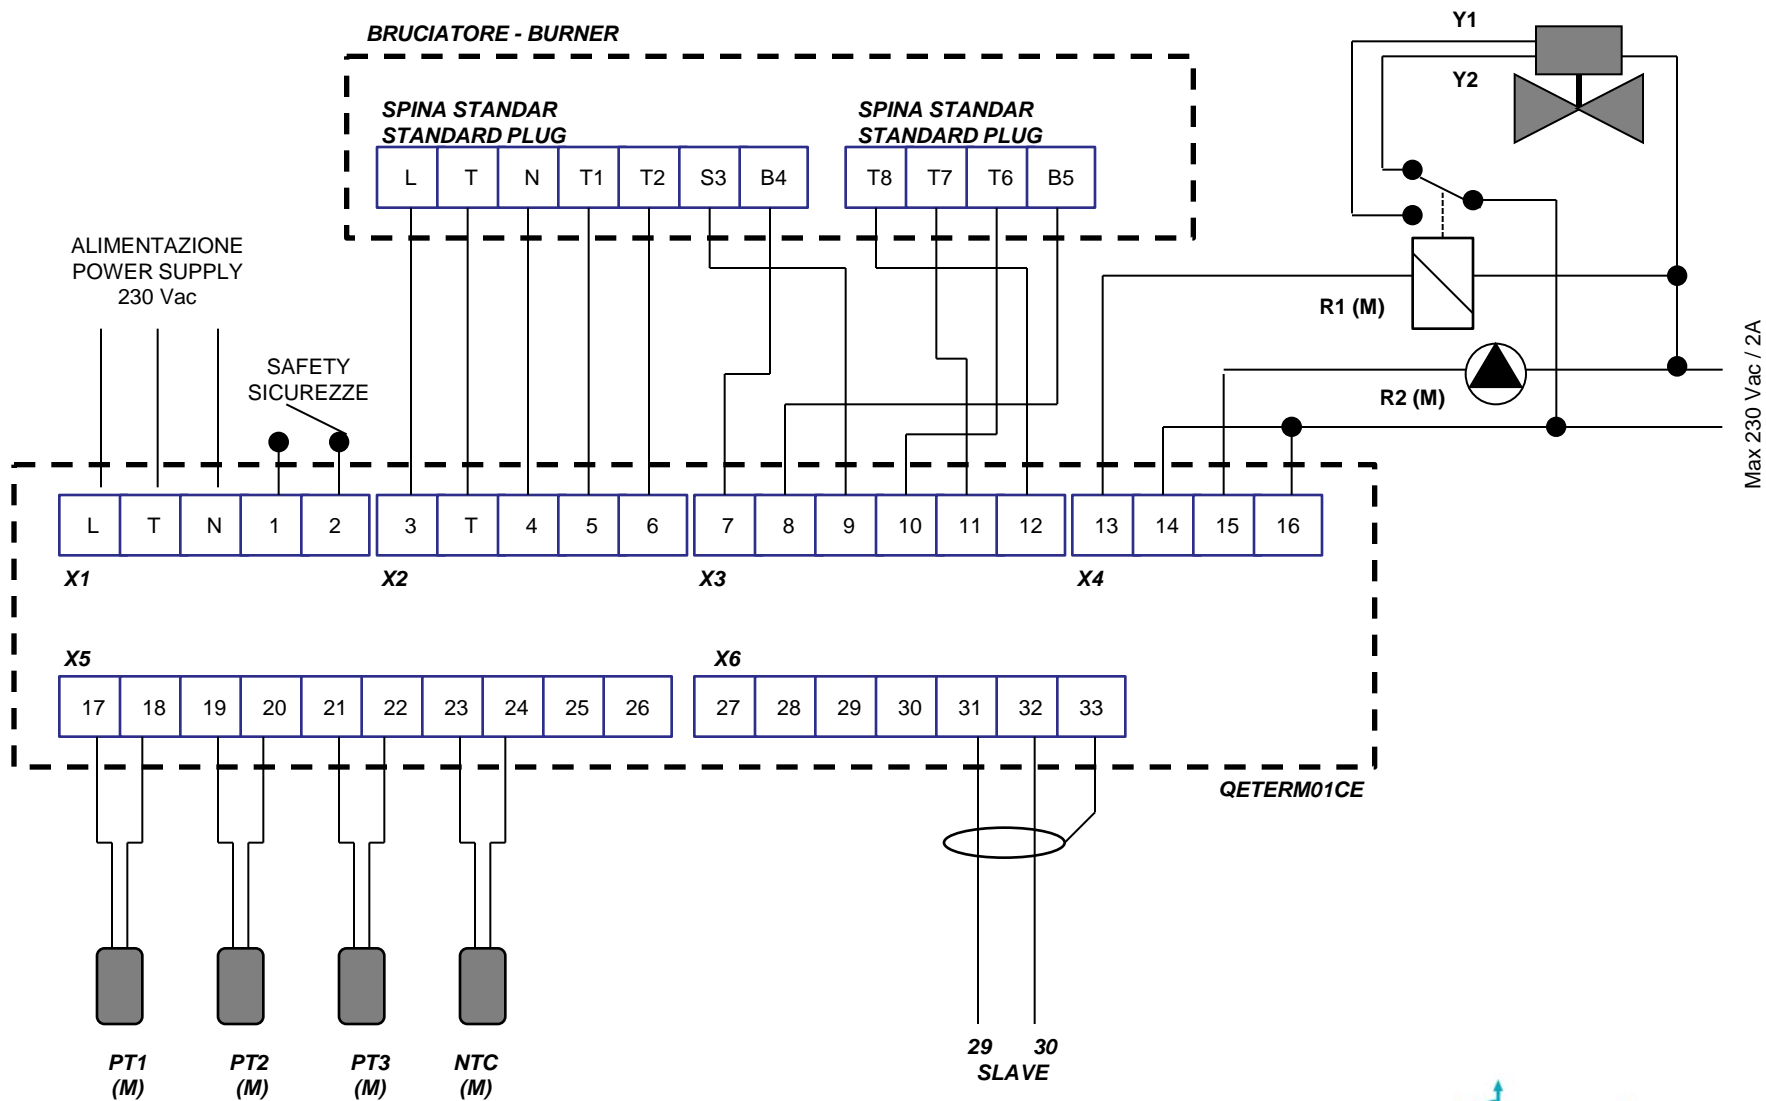 BRUCIATORE - BURNER
SPINA STANDAR
STANDARD PLUG
SPINA STANDAR
STANDARD PLUG
L T N T1 T2 S3 B4
T8 T7 T6 B5
Y1
Y2
ALIMENTAZIONE
POWER SUPPLY
230 Vac
SAFETY
SICUREZZE
R1 (M)
R2 (M)
Max 230 Vac / 2A
L T N 1 2
3 T 4 5 6
7 8 9 10 11 12
13 14 15 16
X1
X2
X3
X4
X5
X6
17 18 19 20 21 22 23 24 25 26
27 28 29 30 31 32 33
QETERM01CE
PT1
(M)
PT2
(M)
PT3
(M)
NTC
(M)
29 30
SLAVE